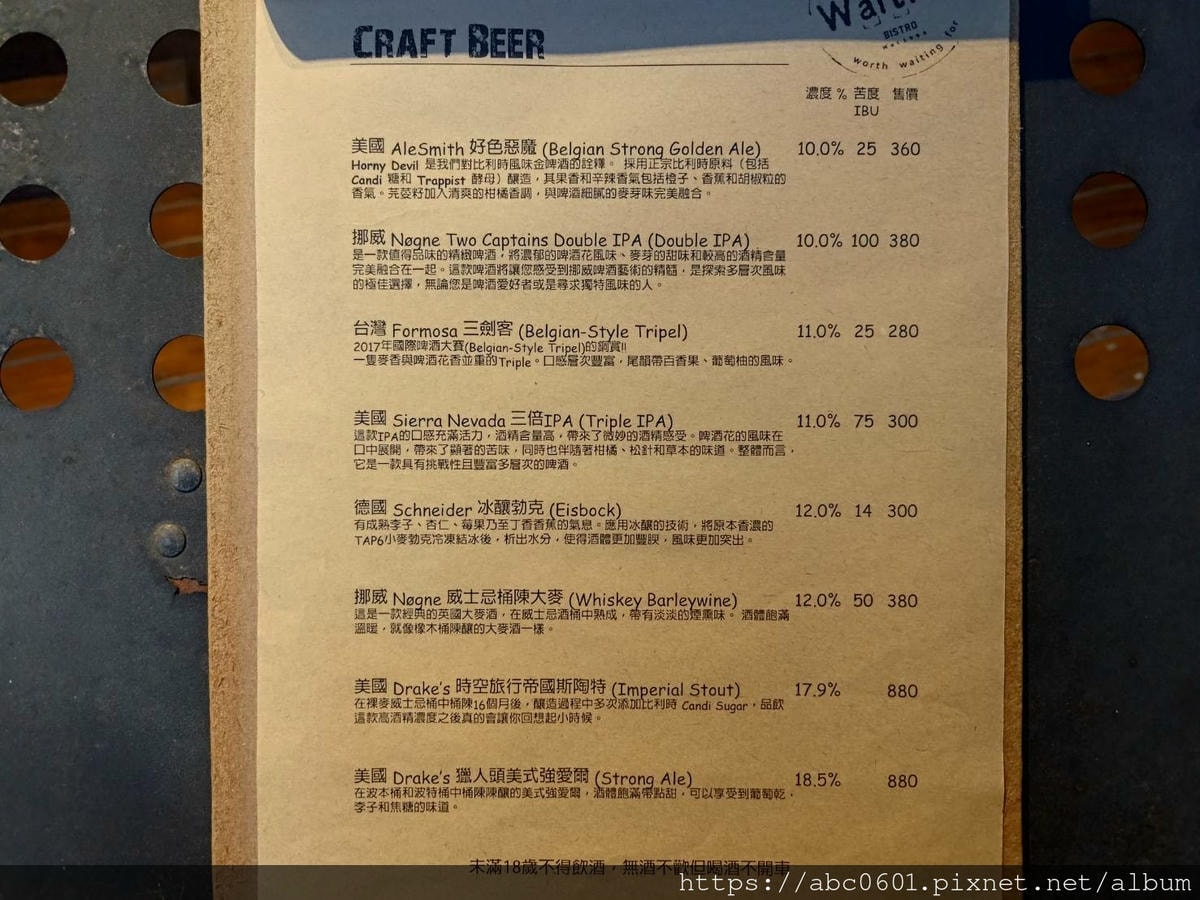 CRAFT BEER
BISTRO
worth waiting for
濃度 % 苦度 售價
IBU
美國 AleSmith 好色惡魔 (Belgian Strong Golden Ale) 10.0% 25 360
Horny Devil 是我們對比利時風味金啤酒的詮釋。 採用正宗比利時原料（包括
Candi 糖和 Trappist 酵母）釀造，其果香和辛辣香氣包括橙子、香蕉和胡椒粒的
香氣。芫荽籽加入清爽的柑橘香調，與啤酒細膩的麥芽味完美融合。
挪威 Nøgne Two Captains Double IPA (Double IPA) 10.0% 100 380
是一款值得品味的精緻啤酒，將濃郁的啤酒花風味、麥芽的甜味和較高的酒精含量
完美融合在一起。這款啤酒將讓您感受到挪威啤酒藝術的精髓，是探索多層次風味
的極佳選擇，無論您是啤酒愛好者或是尋求獨特風味的人。
台灣 Formosa 三劍客 (Belgian-Style Tripel) 11.0% 25 280
2017年國際啤酒大賽(Belgian-Style Tripel)的銅賞!!
一隻麥香與啤酒花香並重的Triple。口感層次豐富，尾韻帶百香果、葡萄柚的風味。
美國 Sierra Nevada 三倍IPA (Triple IPA) 11.0% 75 300
這款IPA的口感充滿活力，酒精含量高，帶來了微妙的酒精感受。啤酒花的風味在
口中展開，帶來了顯著的苦味，同時也伴隨著柑橘、松針和草本的味道。整體而言，
它是一款具有挑戰性且豐富多層次的啤酒。
德國 Schneider 冰釀勃克 (Eisbock) 12.0% 14 300
有成熟李子、杏仁、莓果乃至丁香香蕉的氣息。應用冰釀的技術，將原本香濃的
TAP6小麥勃克冷凍結冰後，析出水分，使得酒體更加豐腴，風味更加突出。
挪威 Nøgne 威士忌桶陳大麥 (Whiskey Barleywine) 12.0% 50 380
這是一款經典的英國大麥酒，在威士忌酒桶中熟成，帶有淡淡的煙熏味。 酒體飽滿
溫暖，就像橡木桶陳釀的大麥酒一樣。
美國 Drake's 時空旅行帝國斯陶特 (Imperial Stout) 17.9% 880
在裸麥威士忌桶中桶陳16個月後，釀造過程中多次添加比利時 Candi Sugar，品飲
這款高酒精濃度之後真的會讓你回想起小時候。
美國 Drake's 獵人頭美式強愛爾 (Strong Ale) 18.5% 880
在波本桶和波特桶中桶陳陳釀的美式強愛爾，酒體飽滿帶點甜，可以享受到葡萄乾，
李子和焦糖的味道。
未滿18歲不得飲酒，無酒不歡但喝酒不開車
https://abc0601.pixnet.net/album